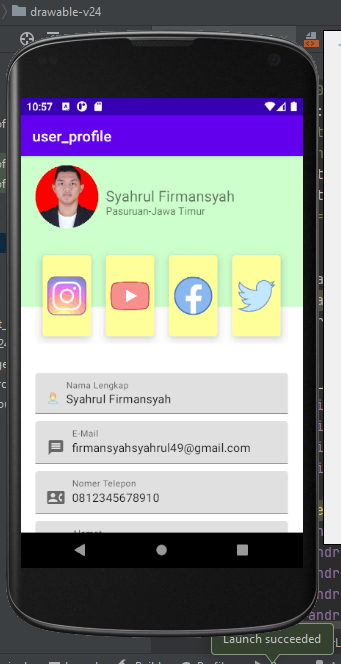 drawable-v24
10:57
user_profile
Syahrul Firmansyah
Pasuruan-Jawa Timur
Nama Lengkap
Syahrul Firmansyah
E-Mail
firmansyahsyahrul49@gmail.com
Nomer Telepon
0812345678910
Launch succeeded